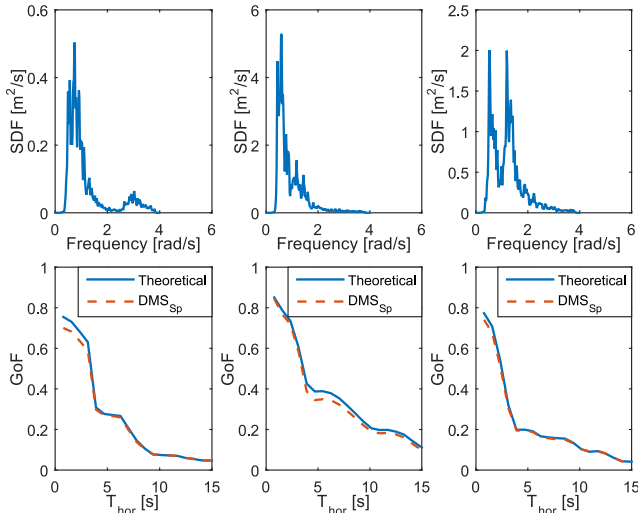 0.6
0.4
0.2
0
SDF [m²/s]
0 2 4 6
Frequency [rad/s]
6
4
2
0
SDF [m²/s]
0 2 4 6
Frequency [rad/s]
2.5
2
1.5
1
0.5
0
SDF [m²/s]
0 2 4 6
Frequency [rad/s]
1
0.8
0.6
0.4
0.2
0
GoF
Theoretical
DMS_Sp
0 5 10 15
T_hor [s]
1
0.8
0.6
0.4
0.2
0
GoF
Theoretical
DMS_Sp
0 5 10 15
T_hor [s]
1
0.8
0.6
0.4
0.2
0
GoF
Theoretical
DMS_Sp
0 5 10 15
T_hor [s]